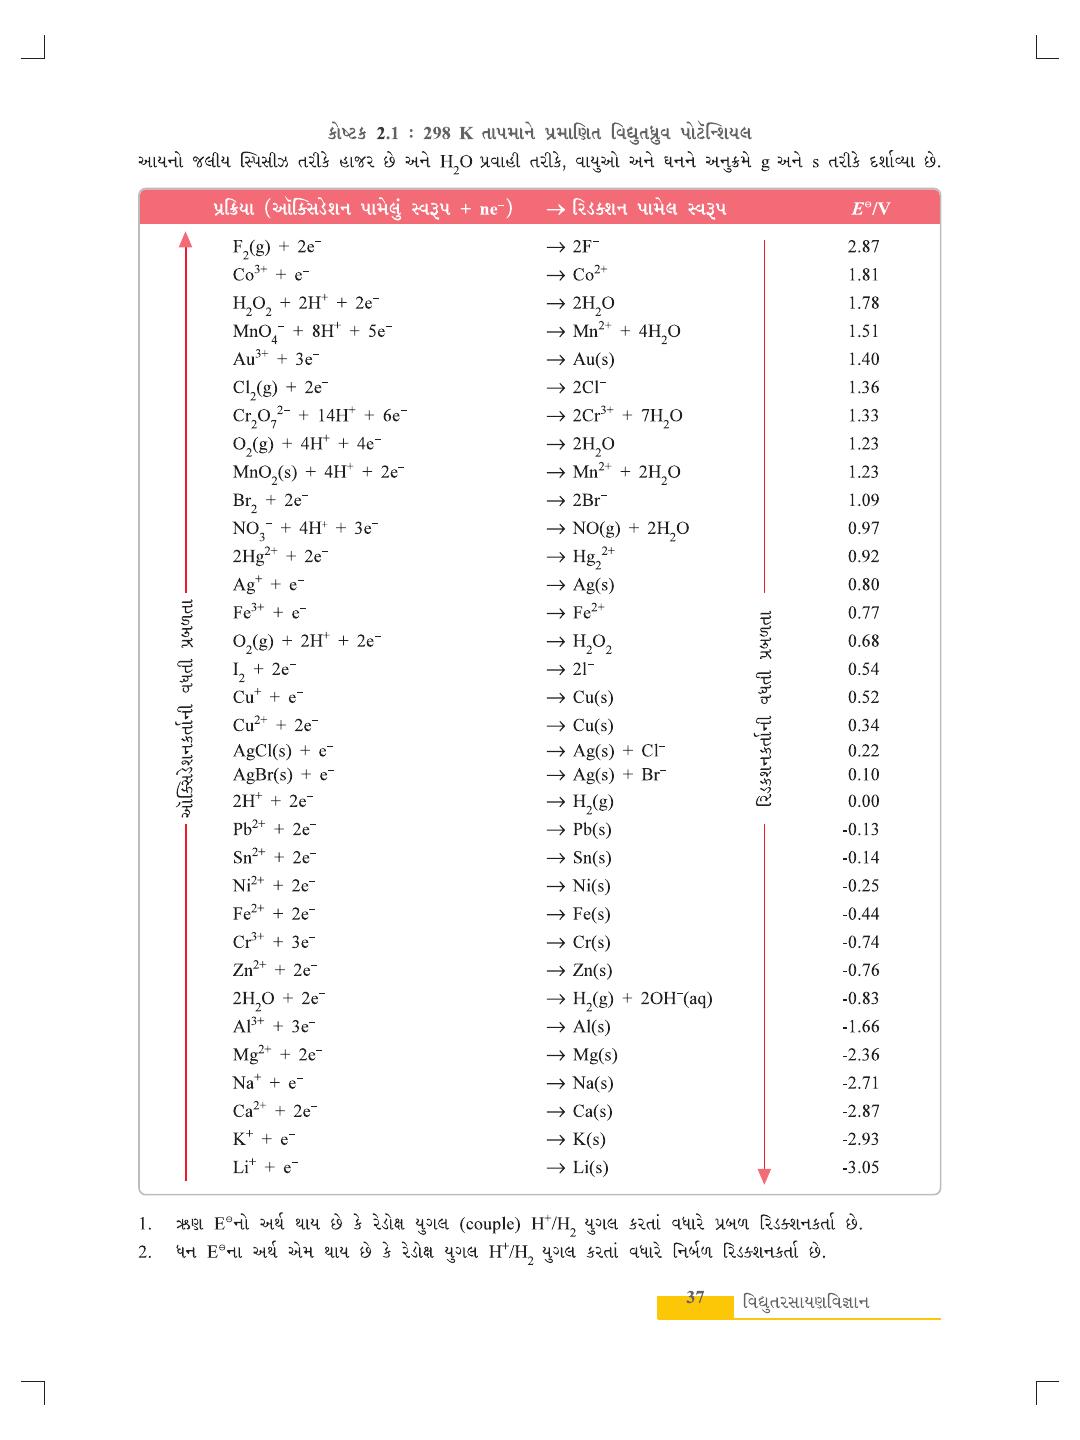 કોષ્ટક 2.1 : 298 K તાપમાને પ્રમાણિત વિદ્યુતધ્રુવ પોટૅન્શિયલ
આયનો જલીય સ્પિસીઝ તરીકે હાજર છે અને H₂O પ્રવાહી તરીકે, વાયુઓ અને ઘનને અનુક્રમે g અને s તરીકે દર્શાવ્યા છે.
પ્રક્રિયા (ઑક્સિડેશન પામેલું સ્વરૂપ + ne⁻) → રિડક્શન પામેલ સ્વરૂપ E⊖/V
F₂(g) + 2e⁻ → 2F⁻ 2.87
Co³⁺ + e⁻ → Co²⁺ 1.81
H₂O₂ + 2H⁺ + 2e⁻ → 2H₂O 1.78
MnO₄⁻ + 8H⁺ + 5e⁻ → Mn²⁺ + 4H₂O 1.51
Au³⁺ + 3e⁻ → Au(s) 1.40
Cl₂(g) + 2e⁻ → 2Cl⁻ 1.36
Cr₂O₇²⁻ + 14H⁺ + 6e⁻ → 2Cr³⁺ + 7H₂O 1.33
O₂(g) + 4H⁺ + 4e⁻ → 2H₂O 1.23
MnO₂(s) + 4H⁺ + 2e⁻ → Mn²⁺ + 2H₂O 1.23
Br₂ + 2e⁻ → 2Br⁻ 1.09
NO₃⁻ + 4H⁺ + 3e⁻ → NO(g) + 2H₂O 0.97
2Hg²⁺ + 2e⁻ → Hg₂²⁺ 0.92
Ag⁺ + e⁻ → Ag(s) 0.80
Fe³⁺ + e⁻ → Fe²⁺ 0.77
O₂(g) + 2H⁺ + 2e⁻ → H₂O₂ 0.68
I₂ + 2e⁻ → 2l⁻ 0.54
Cu⁺ + e⁻ → Cu(s) 0.52
Cu²⁺ + 2e⁻ → Cu(s) 0.34
AgCl(s) + e⁻ → Ag(s) + Cl⁻ 0.22
AgBr(s) + e⁻ → Ag(s) + Br⁻ 0.10
2H⁺ + 2e⁻ → H₂(g) 0.00
Pb²⁺ + 2e⁻ → Pb(s) -0.13
Sn²⁺ + 2e⁻ → Sn(s) -0.14
Ni²⁺ + 2e⁻ → Ni(s) -0.25
Fe²⁺ + 2e⁻ → Fe(s) -0.44
Cr³⁺ + 3e⁻ → Cr(s) -0.74
Zn²⁺ + 2e⁻ → Zn(s) -0.76
2H₂O + 2e⁻ → H₂(g) + 2OH⁻(aq) -0.83
Al³⁺ + 3e⁻ → Al(s) -1.66
Mg²⁺ + 2e⁻ → Mg(s) -2.36
Na⁺ + e⁻ → Na(s) -2.71
Ca²⁺ + 2e⁻ → Ca(s) -2.87
K⁺ + e⁻ → K(s) -2.93
Li⁺ + e⁻ → Li(s) -3.05
ઑક્સિડેશનકર્તાની વધતી પ્રબળતા
રિડકશનકર્તાની વધતી પ્રબળતા
1. ઋણ E⊖નો અર્થ થાય છે કે રેડોક્ષ યુગલ (couple) H⁺/H₂ યુગલ કરતાં વધારે પ્રબળ રિડક્શનકર્તા છે.
2. ધન E⊖ના અર્થ એમ થાય છે કે રેડોક્ષ યુગલ H⁺/H₂ યુગલ કરતાં વધારે નિર્બળ રિડક્શનકર્તા છે.
37 વિદ્યુતરસાયણવિજ્ઞાન